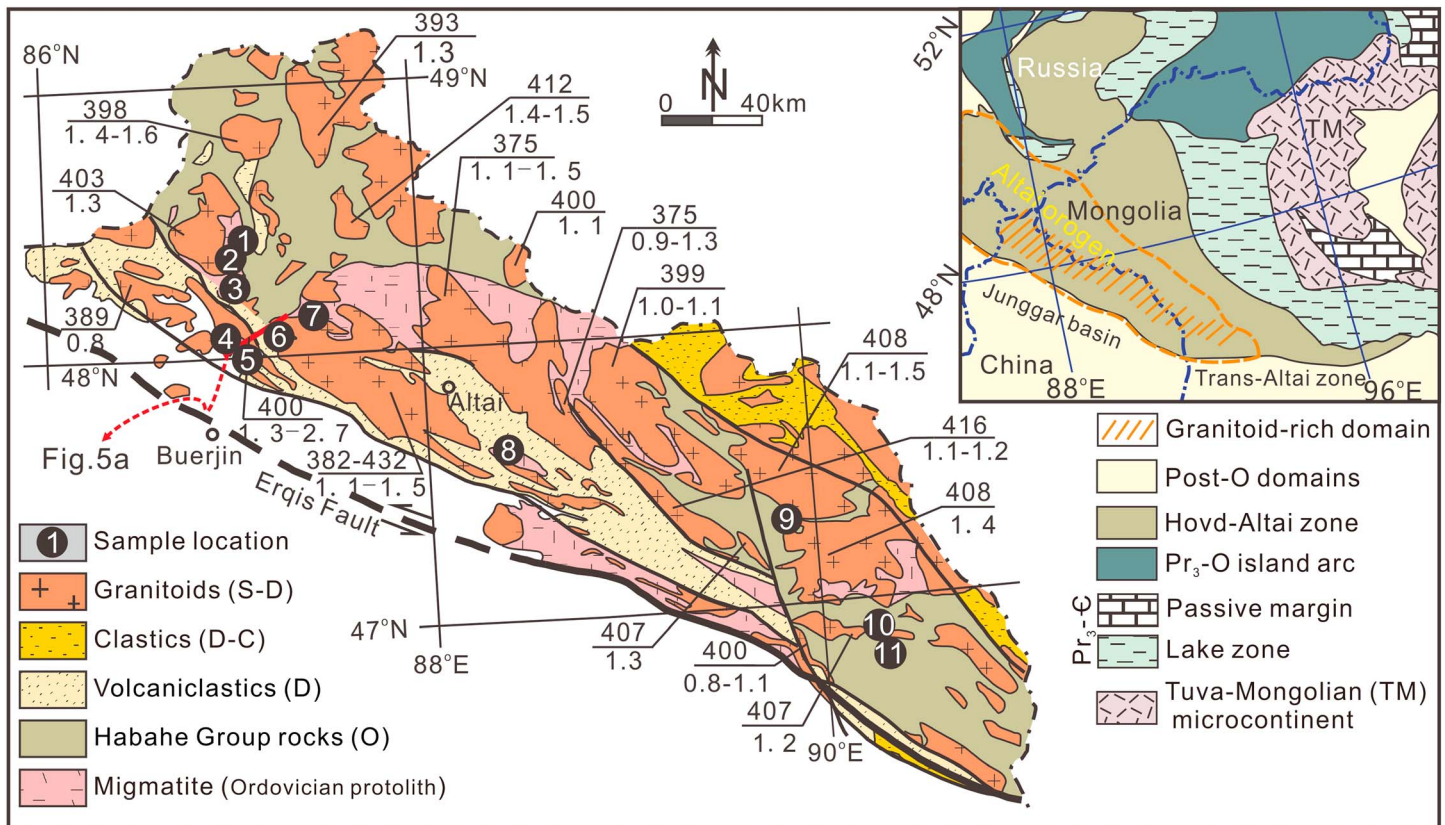 86°N
393
1.3
49°N
N
0 40km
412
1.4-1.5
398
1. 4-1.6
375
1. 1-1. 5
403
1.3
400
1. 1
375
0.9-1.3
399
1.0-1.1
1
2
3
4
5
6
7
389
0.8
48°N
400
1. 3-2. 7
Altai
408
1.1-1.5
416
1.1-1.2
8
Fig.5a
Buerjin
382-432
1. 1-1. 5
Erqis Fault
9
408
1. 4
47°N
88°E
407
1.3
400
0.8-1.1
10
11
407
1. 2
90°E
1 Sample location
Granitoids (S-D)
Clastics (D-C)
Volcaniclastics (D)
Habahe Group rocks (O)
Migmatite (Ordovician protolith)
52°N
Russia
TM
Altai orogen
Mongolia
48°N
Junggar basin
China
88°E
Trans-Altai zone
96°E
Granitoid-rich domain
Post-O domains
Hovd-Altai zone
Pr₃-O island arc
Pr₃-Є
Passive margin
Lake zone
Tuva-Mongolian (TM)
microcontinent